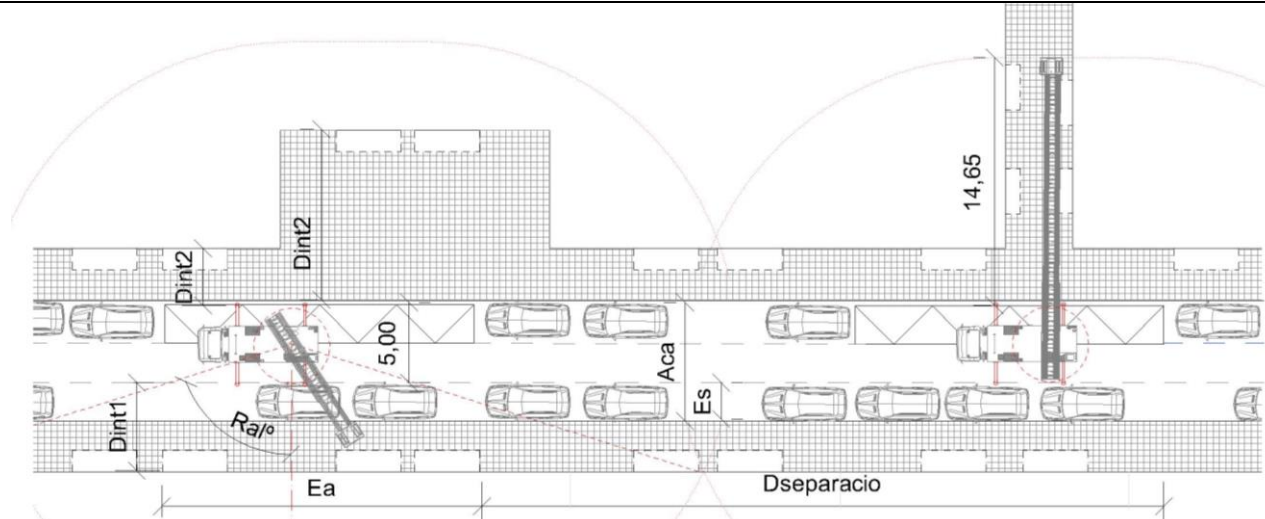 Dint2
Dint2
14,65
5,00
Aca
Es
Dint1
Ra/º
Ea
Dseparacio